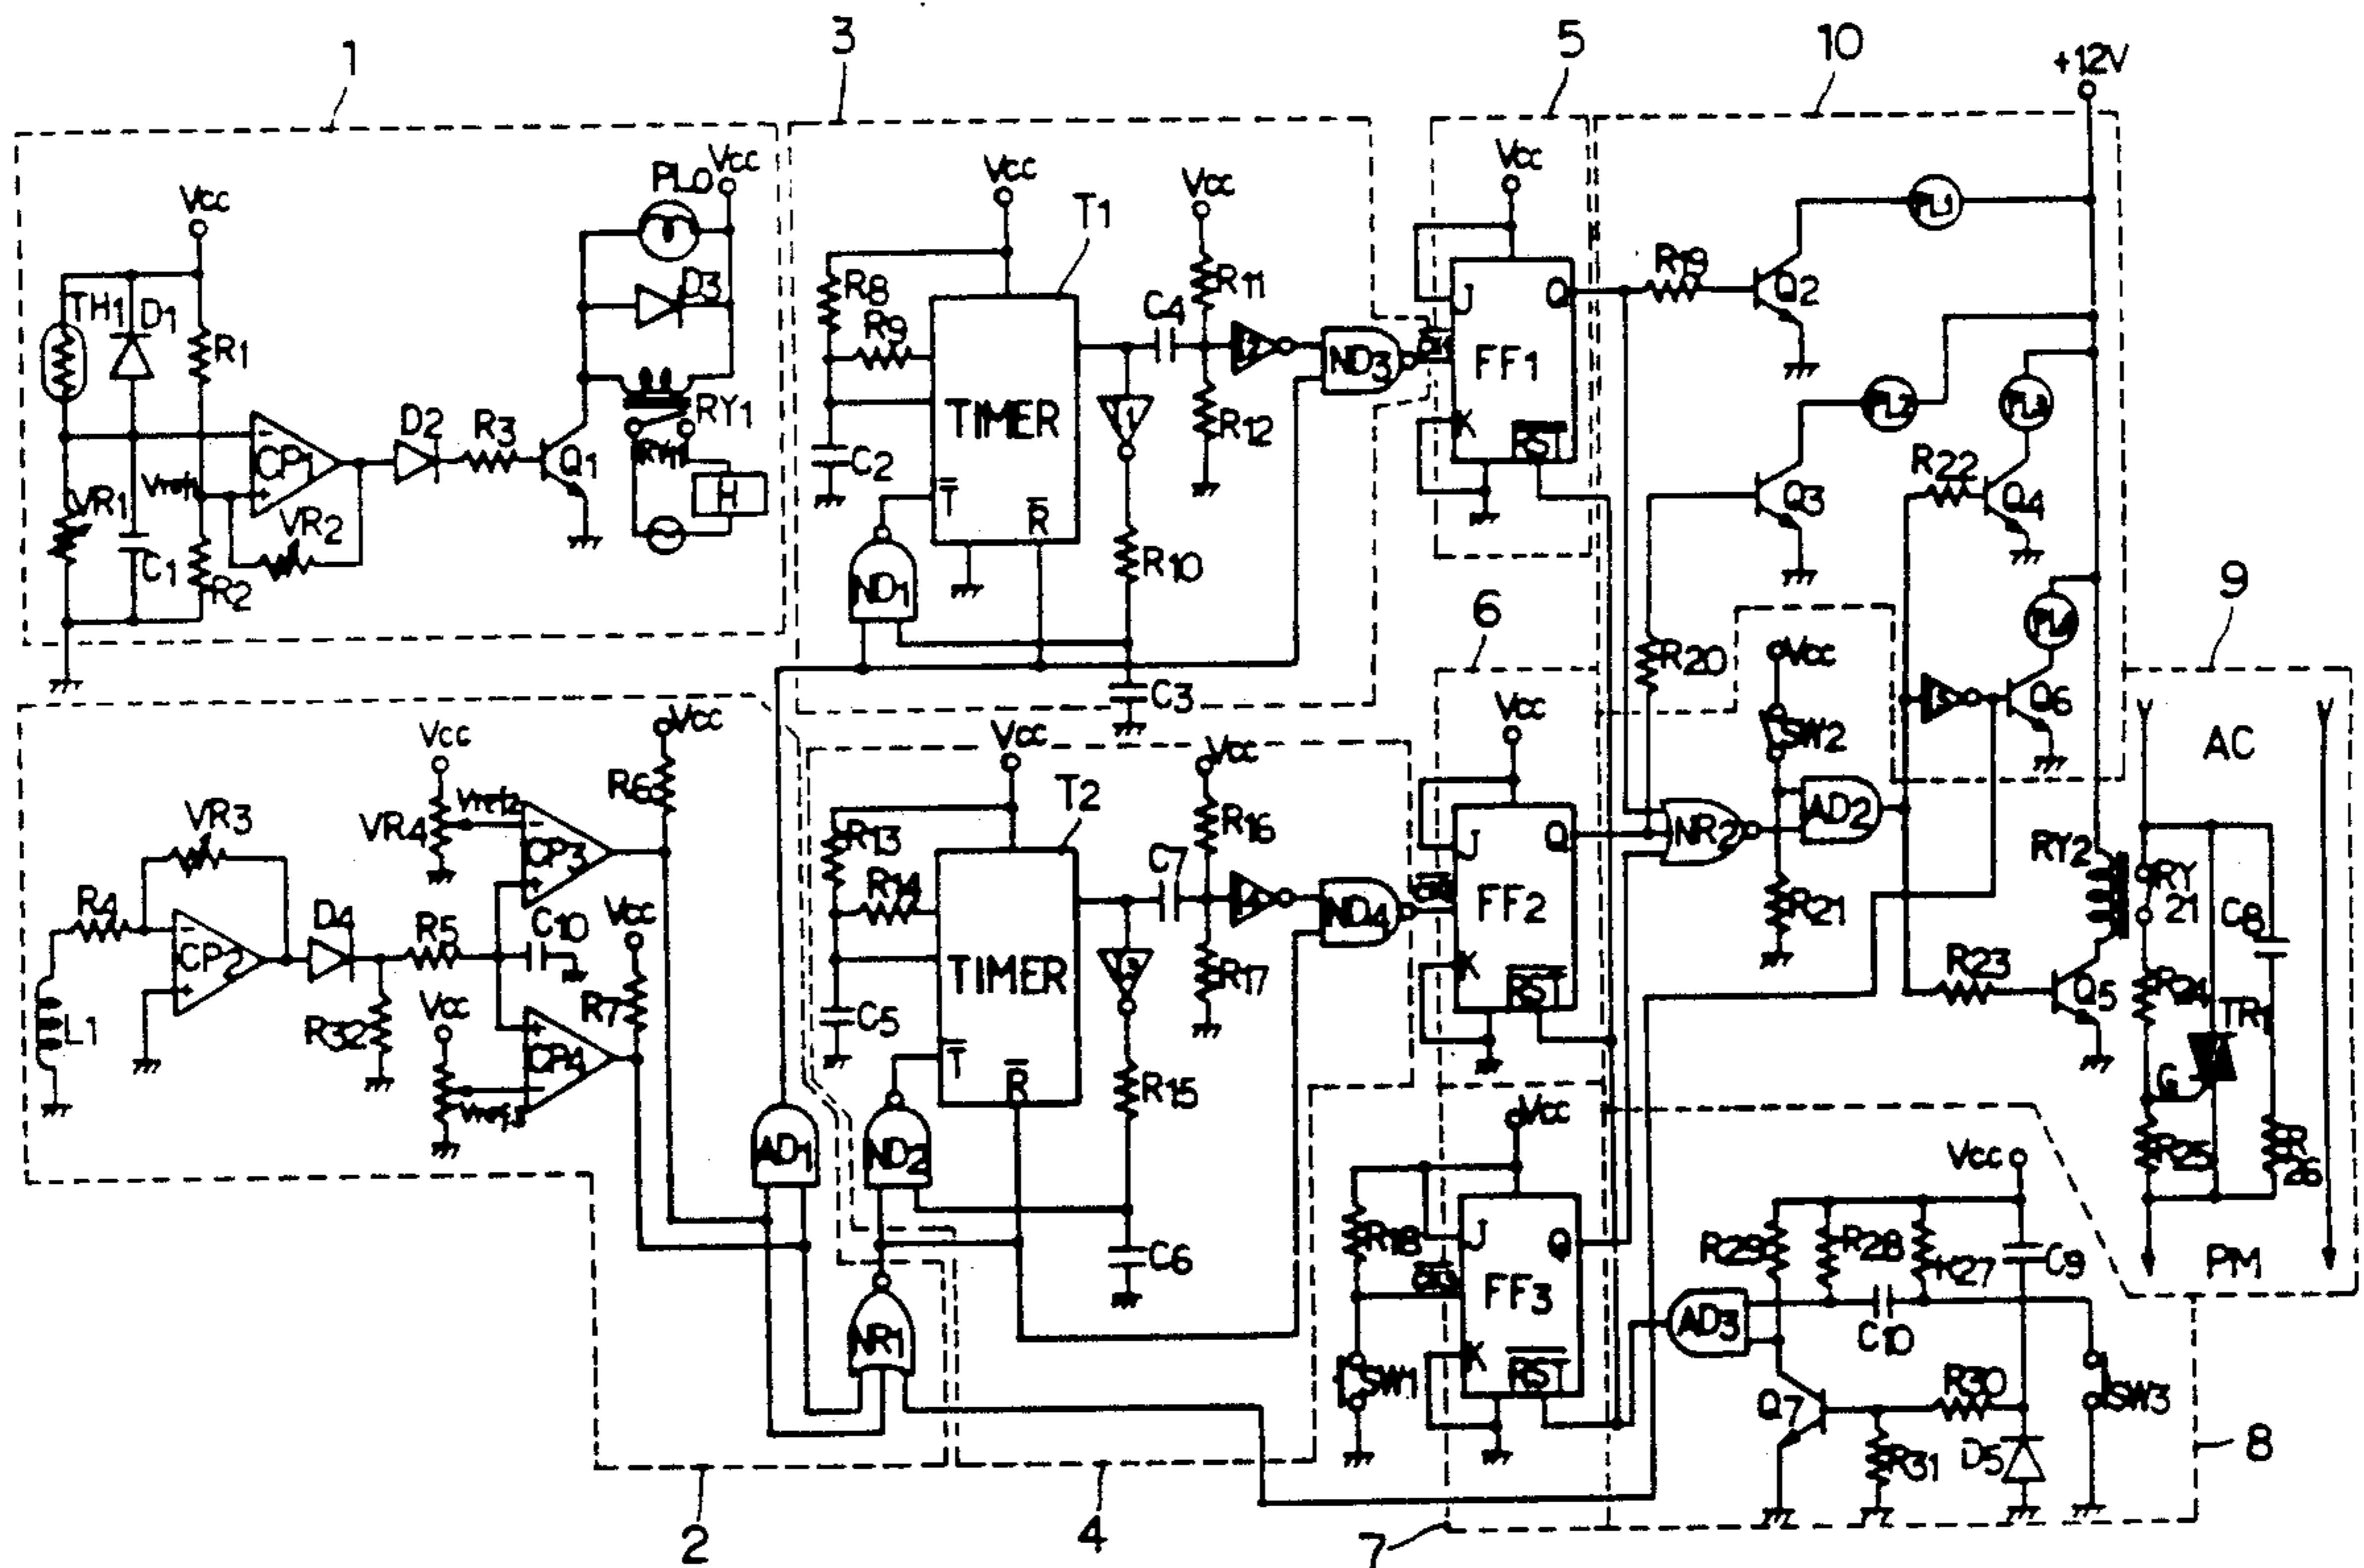 1
3
5
10
+12V
Vcc
PL0
Vcc
TH1
D1
R1
VR1
C1
R2
VR2
Vref1
CP1
D2
R3
Q1
D3
RY1
H
Vcc
T1
Vcc
R8
R9
C2
TIMER
T
R
C4
R11
R12
ND1
R10
C3
ND3
Vcc
J
Q
FF1
K
RST
R19
Q2
PL1
PL2
Q3
R22
Q4
R20
Q6
6
9
Vcc
SW2
AD2
NR2
R21
R23
Q5
RY2
AC
RY
21
R24
C8
TR1
G
R25
R
26
PM
Vcc
VR4
Vref2
CP3
R6
Vcc
VR3
R4
CP2
D4
R5
C10
R32
L1
Vcc
CP4
Vref3
R7
Vcc
AD1
NR1
Vcc
T2
Vcc
R13
R14
C5
TIMER
T
R
C7
R16
R17
ND2
R15
C6
ND4
Vcc
J
Q
FF2
K
RST
Vcc
R18
J
Q
FF3
K
RST
SW1
AD3
Vcc
R29
R28
R27
C9
C10
Q7
R30
R31
D5
SW3
2
4
7
8